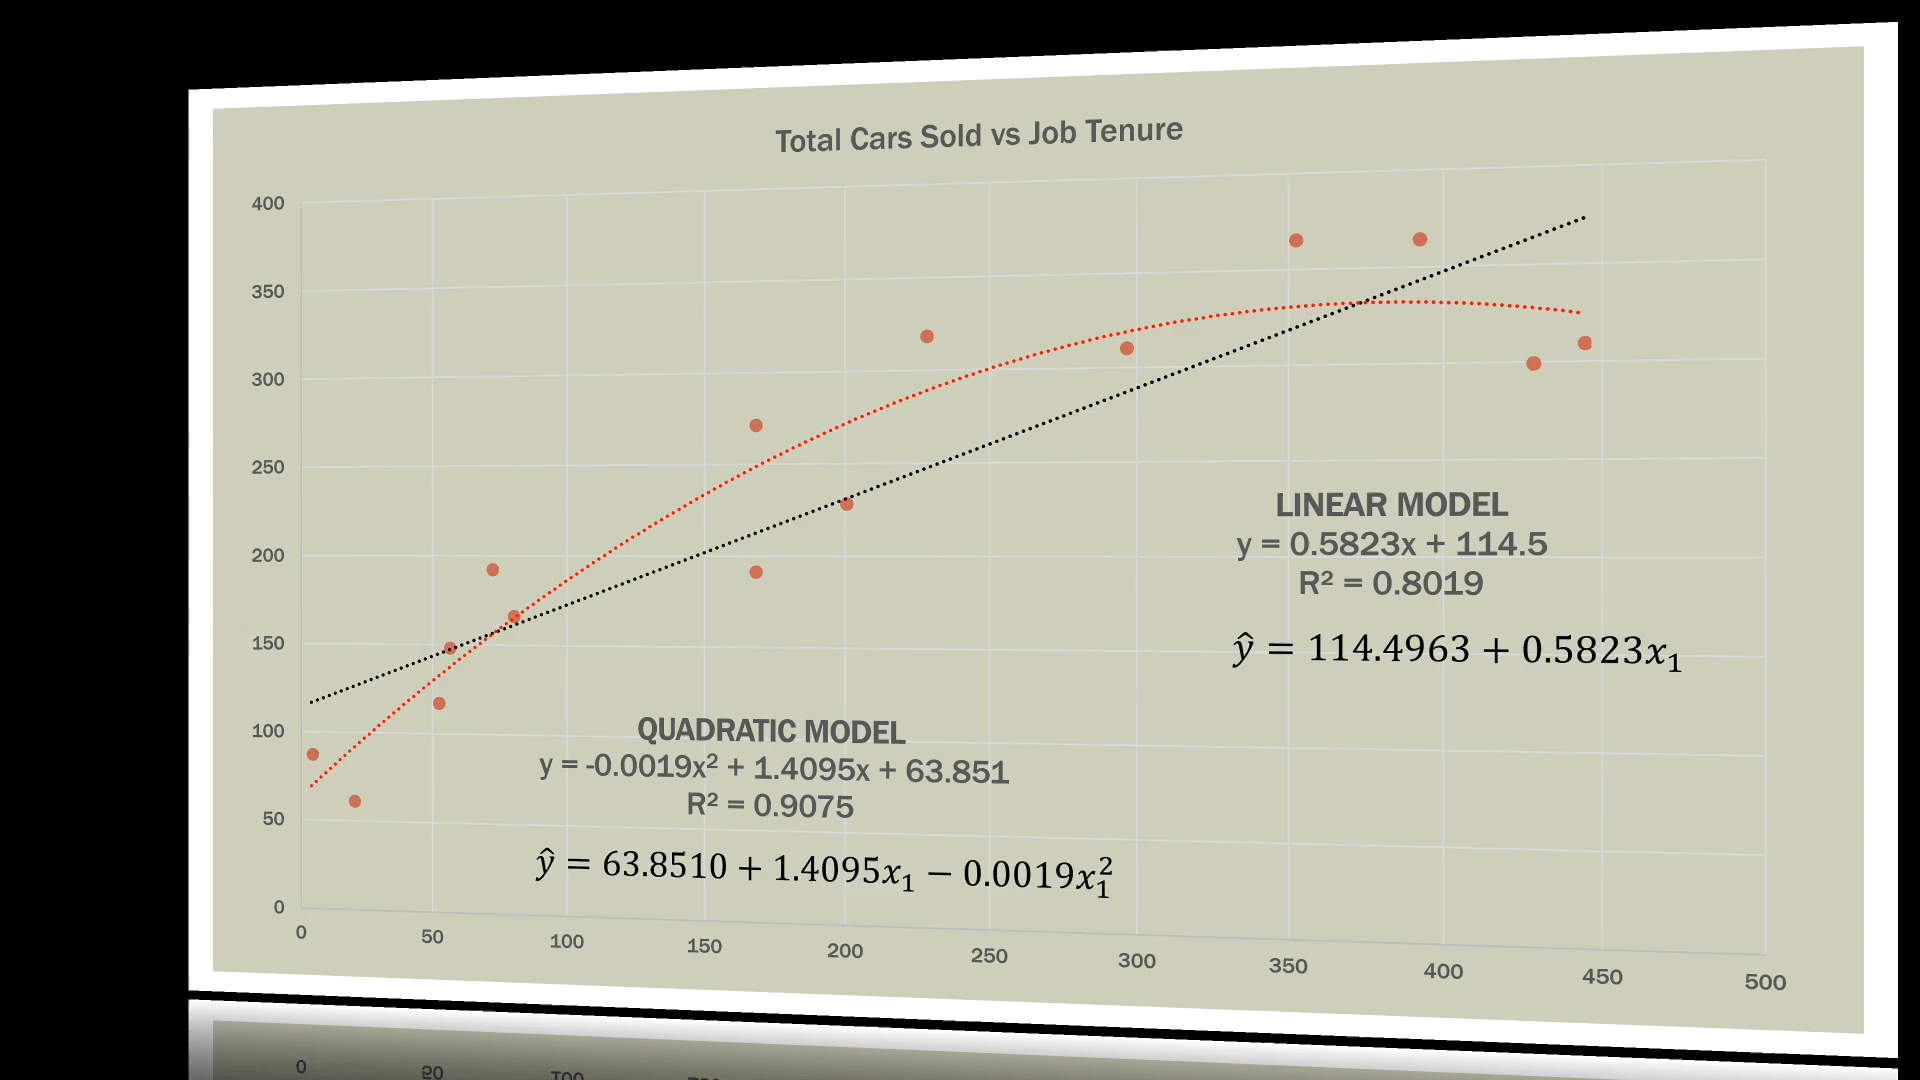 Total Cars Sold vs Job Tenure
400
350
300
250
200
150
100
50
0
LINEAR MODEL
y = 0.5823x + 114.5
R² = 0.8019
ŷ = 114.4963 + 0.5823x₁
QUADRATIC MODEL
y = -0.0019x² + 1.4095x + 63.851
R² = 0.9075
ŷ = 63.8510 + 1.4095x₁ − 0.0019x₁²
0 50 100 150 200 250 300 350 400 450 500